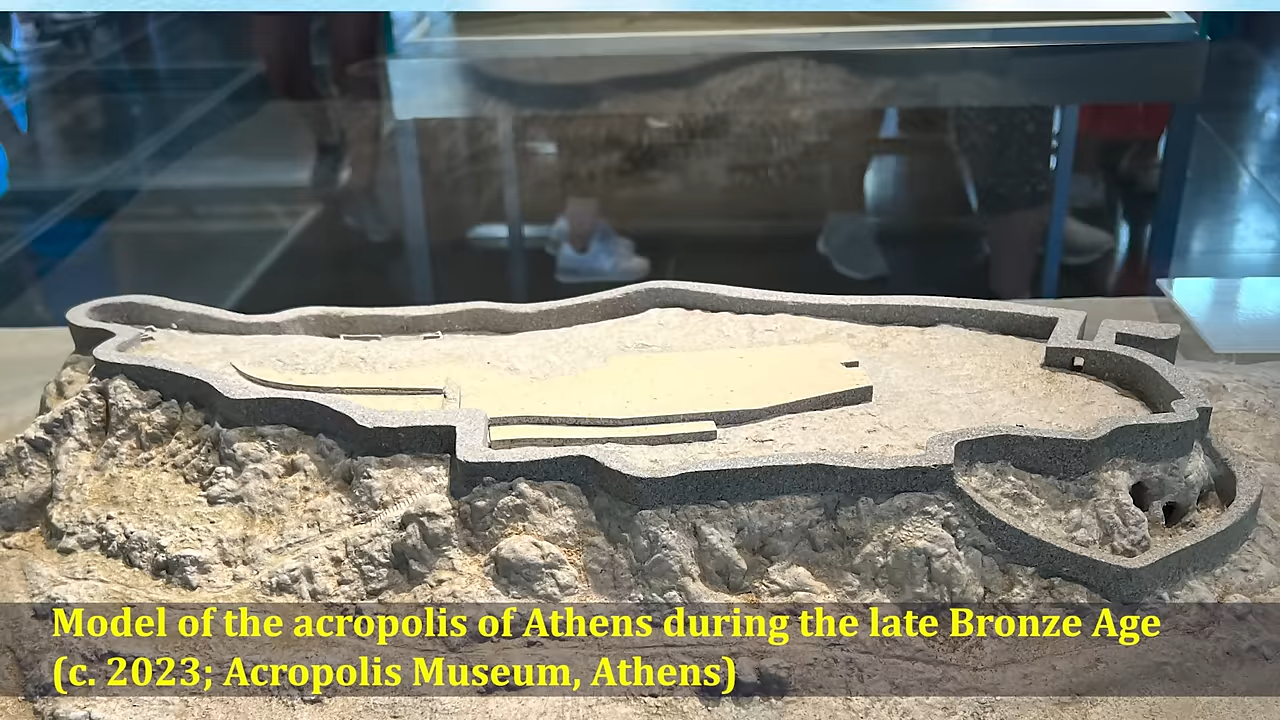 Model of the acropolis of Athens during the late Bronze Age
(c. 2023; Acropolis Museum, Athens)